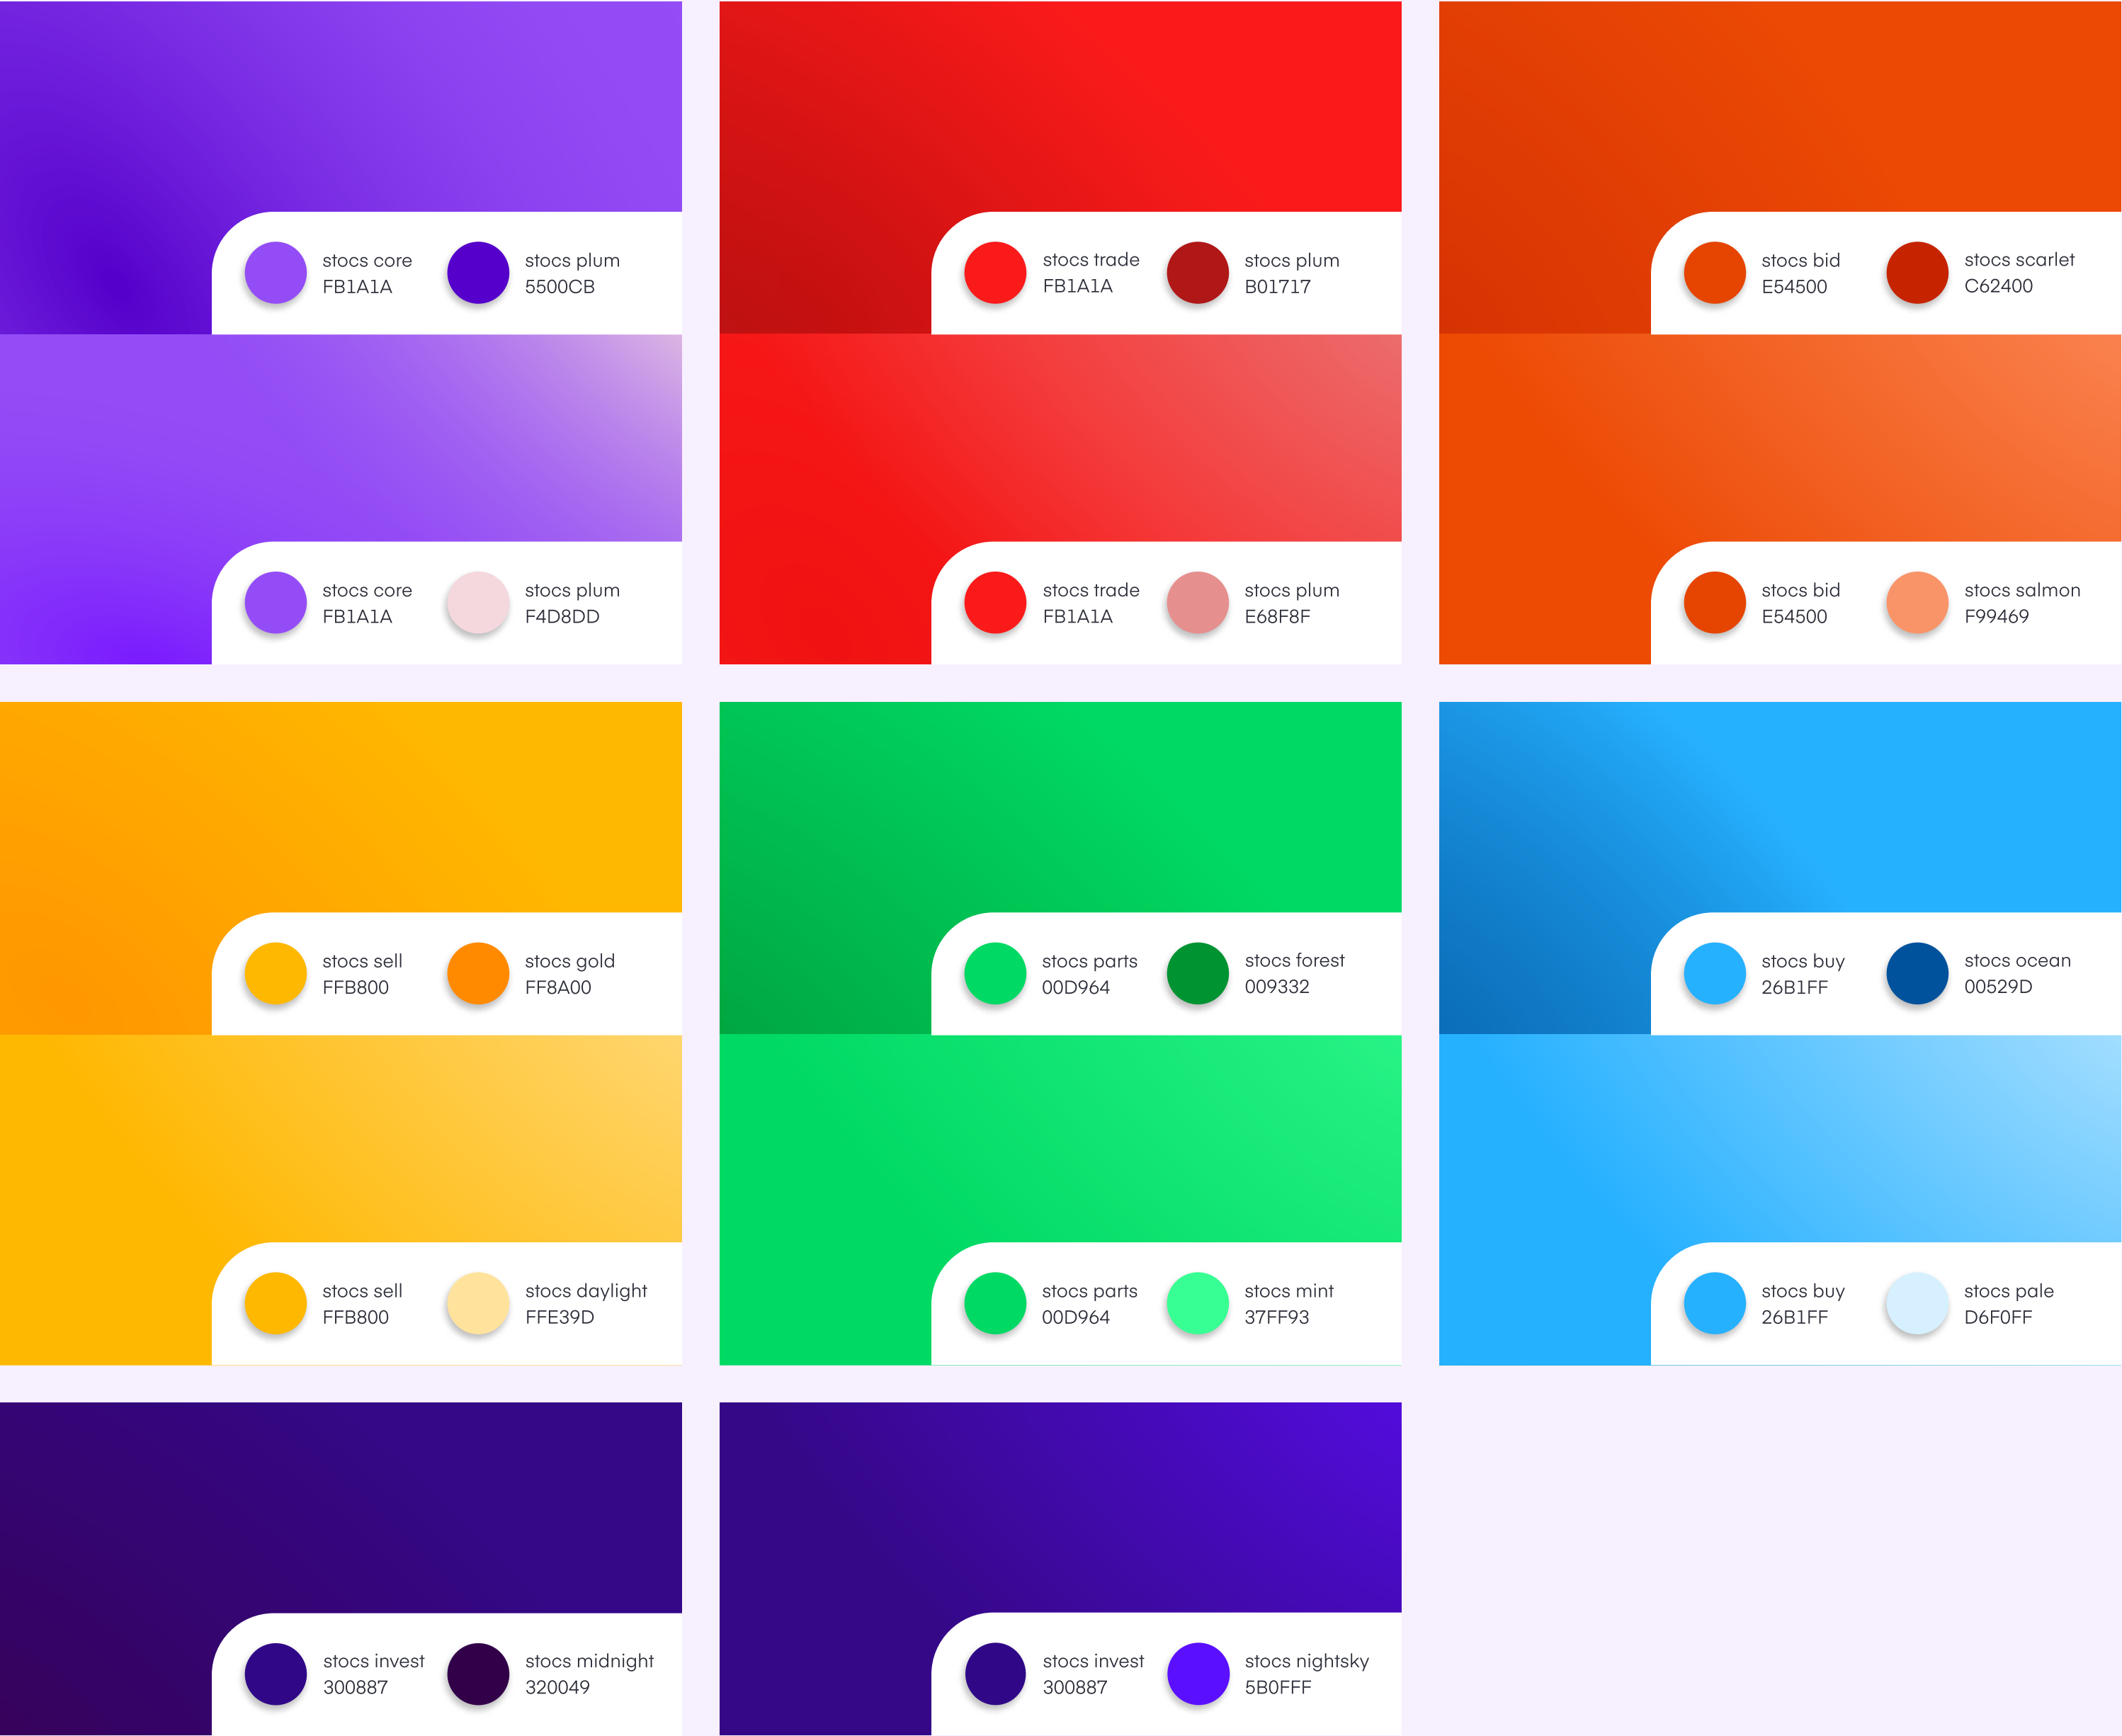 stocs core
FB1A1A
stocs plum
5500CB
stocs trade
FB1A1A
stocs plum
B01717
stocs bid
E54500
stocs scarlet
C62400
stocs core
FB1A1A
stocs plum
F4D8DD
stocs trade
FB1A1A
stocs plum
E68F8F
stocs bid
E54500
stocs salmon
F99469
stocs sell
FFB800
stocs gold
FF8A00
stocs parts
00D964
stocs forest
009332
stocs buy
26B1FF
stocs ocean
00529D
stocs sell
FFB800
stocs daylight
FFE39D
stocs parts
00D964
stocs mint
37FF93
stocs buy
26B1FF
stocs pale
D6F0FF
stocs invest
300887
stocs midnight
320049
stocs invest
300887
stocs nightsky
5B0FFF